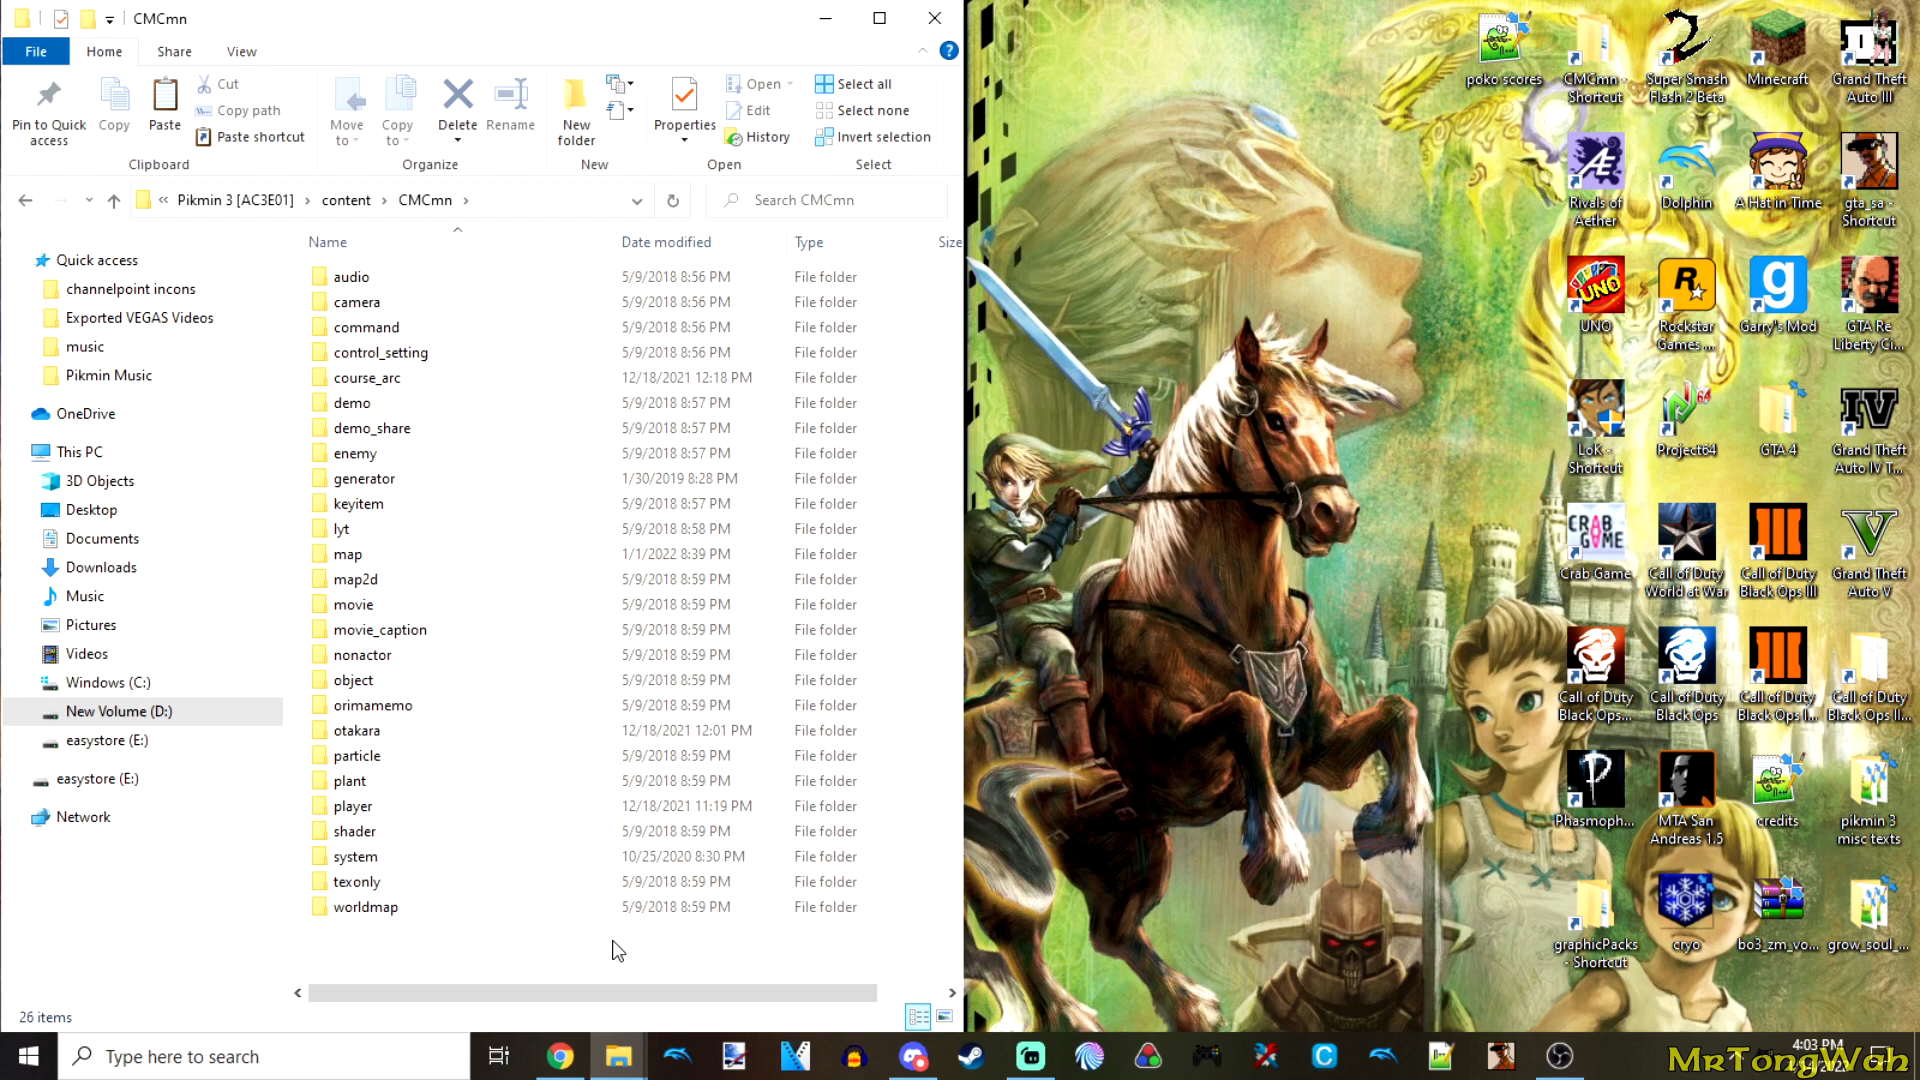 CMCmn
File
Home
Share
View
Pin to Quick access
Copy
Paste
Cut
Copy path
Paste shortcut
Move to
Copy to
Delete
Rename
New folder
Properties
Open
Edit
History
Select all
Select none
Invert selection
Clipboard
Organize
New
Open
Select
« Pikmin 3 [AC3E01] › content › CMCmn ›
Search CMCmn
Name
Date modified
Type
Size
Quick access
channelpoint incons
Exported VEGAS Videos
music
Pikmin Music
OneDrive
This PC
3D Objects
Desktop
Documents
Downloads
Music
Pictures
Videos
Windows (C:)
New Volume (D:)
easystore (E:)
easystore (E:)
Network
audio 5/9/2018 8:56 PM File folder
camera 5/9/2018 8:56 PM File folder
command 5/9/2018 8:56 PM File folder
control_setting 5/9/2018 8:56 PM File folder
course_arc 12/18/2021 12:18 PM File folder
demo 5/9/2018 8:57 PM File folder
demo_share 5/9/2018 8:57 PM File folder
enemy 5/9/2018 8:57 PM File folder
generator 1/30/2019 8:28 PM File folder
keyitem 5/9/2018 8:57 PM File folder
lyt 5/9/2018 8:58 PM File folder
map 1/1/2022 8:39 PM File folder
map2d 5/9/2018 8:59 PM File folder
movie 5/9/2018 8:59 PM File folder
movie_caption 5/9/2018 8:59 PM File folder
nonactor 5/9/2018 8:59 PM File folder
object 5/9/2018 8:59 PM File folder
orimamemo 5/9/2018 8:59 PM File folder
otakara 12/18/2021 12:01 PM File folder
particle 5/9/2018 8:59 PM File folder
plant 5/9/2018 8:59 PM File folder
player 12/18/2021 11:19 PM File folder
shader 5/9/2018 8:59 PM File folder
system 10/25/2020 8:30 PM File folder
texonly 5/9/2018 8:59 PM File folder
worldmap 5/9/2018 8:59 PM File folder
26 items
poko scores
CMCmn - Shortcut
Super Smash Flash 2 Beta
Minecraft
Grand Theft Auto III
Rivals of Aether
Dolphin
A Hat in Time
gta_sa - Shortcut
UNO
UNO
R
Rockstar Games ...
g
Garry's Mod
GTA Re Liberty Ci...
LoK - Shortcut
64
Project64
GTA 4
IV
Grand Theft Auto IV T...
CRAB GAME
Crab Game
Call of Duty World at War
Call of Duty Black Ops III
V
Grand Theft Auto V
Call of Duty Black Ops...
Call of Duty Black Ops
Call of Duty Black Ops I...
Call of Duty Black Ops II...
P
Phasmoph...
MTA San Andreas 1.5
credits
pikmin 3 misc texts
graphicPacks - Shortcut
cryo
bo3_zm_vo...
grow_soul_...
Type here to search
4:03 PM
MrTongWah